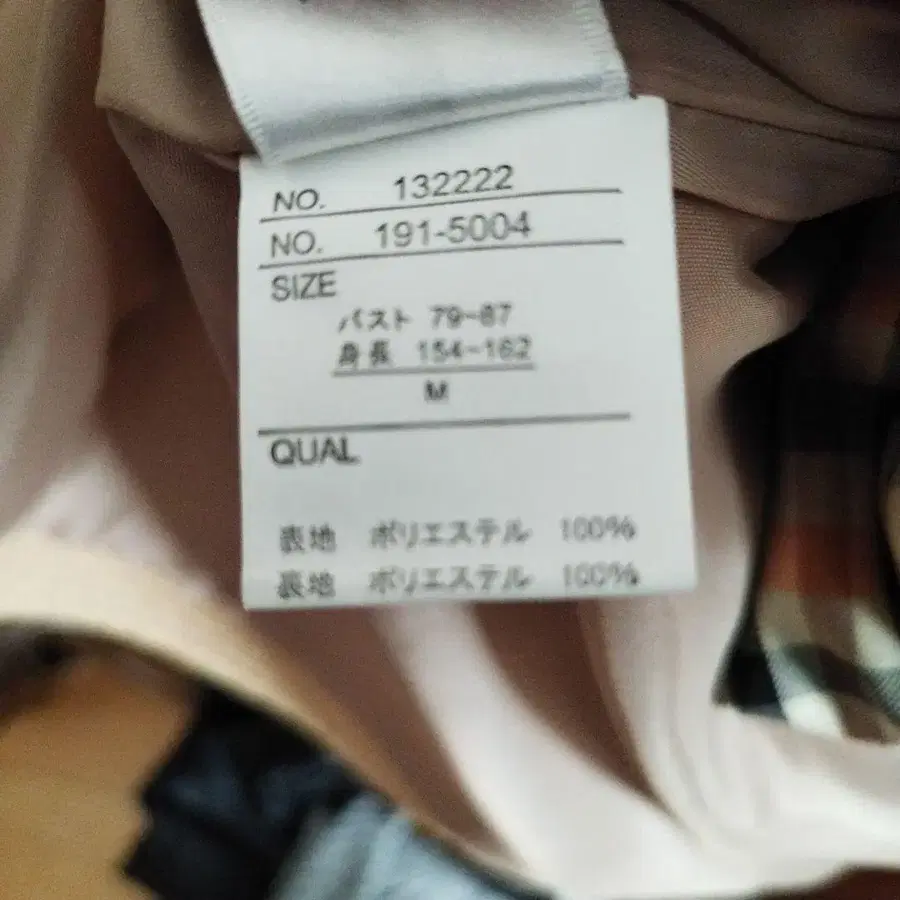 NO. 132222
NO. 191-5004
SIZE
バスト 79-87
身長 154-162
M
QUAL
表地 ポリエステル 100%
裏地 ポリエステル 100%